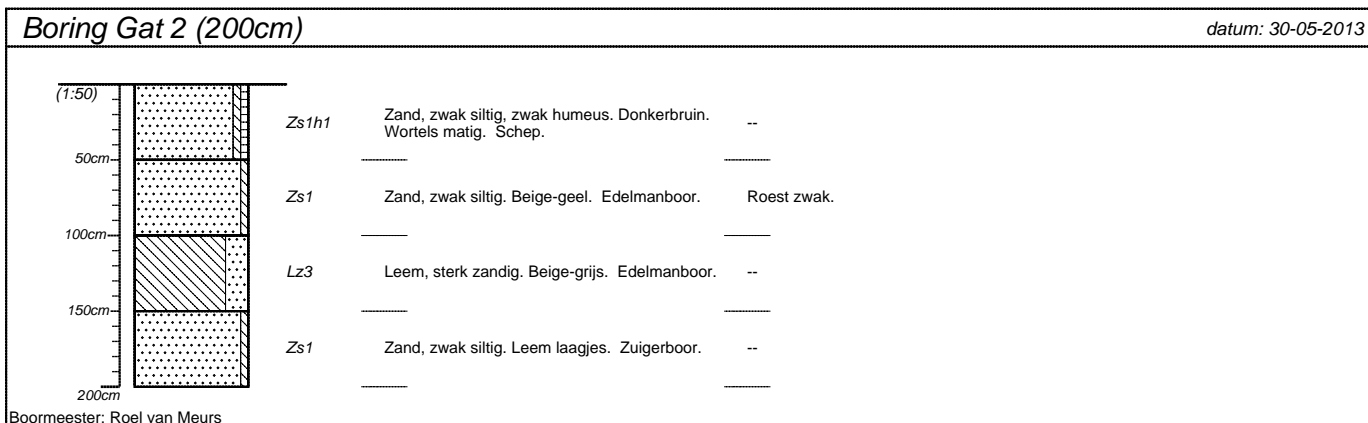 Boring Gat 2 (200cm)
datum: 30-05-2013
(1:50)
Zs1h1
Zand, zwak siltig, zwak humeus. Donkerbruin.
Wortels matig. Schep.
--
50cm
Zs1
Zand, zwak siltig. Beige-geel. Edelmanboor.
Roest zwak.
100cm
Lz3
Leem, sterk zandig. Beige-grijs. Edelmanboor.
--
150cm
Zs1
Zand, zwak siltig. Leem laagjes. Zuigerboor.
--
200cm
Boormeester: Roel van Meurs